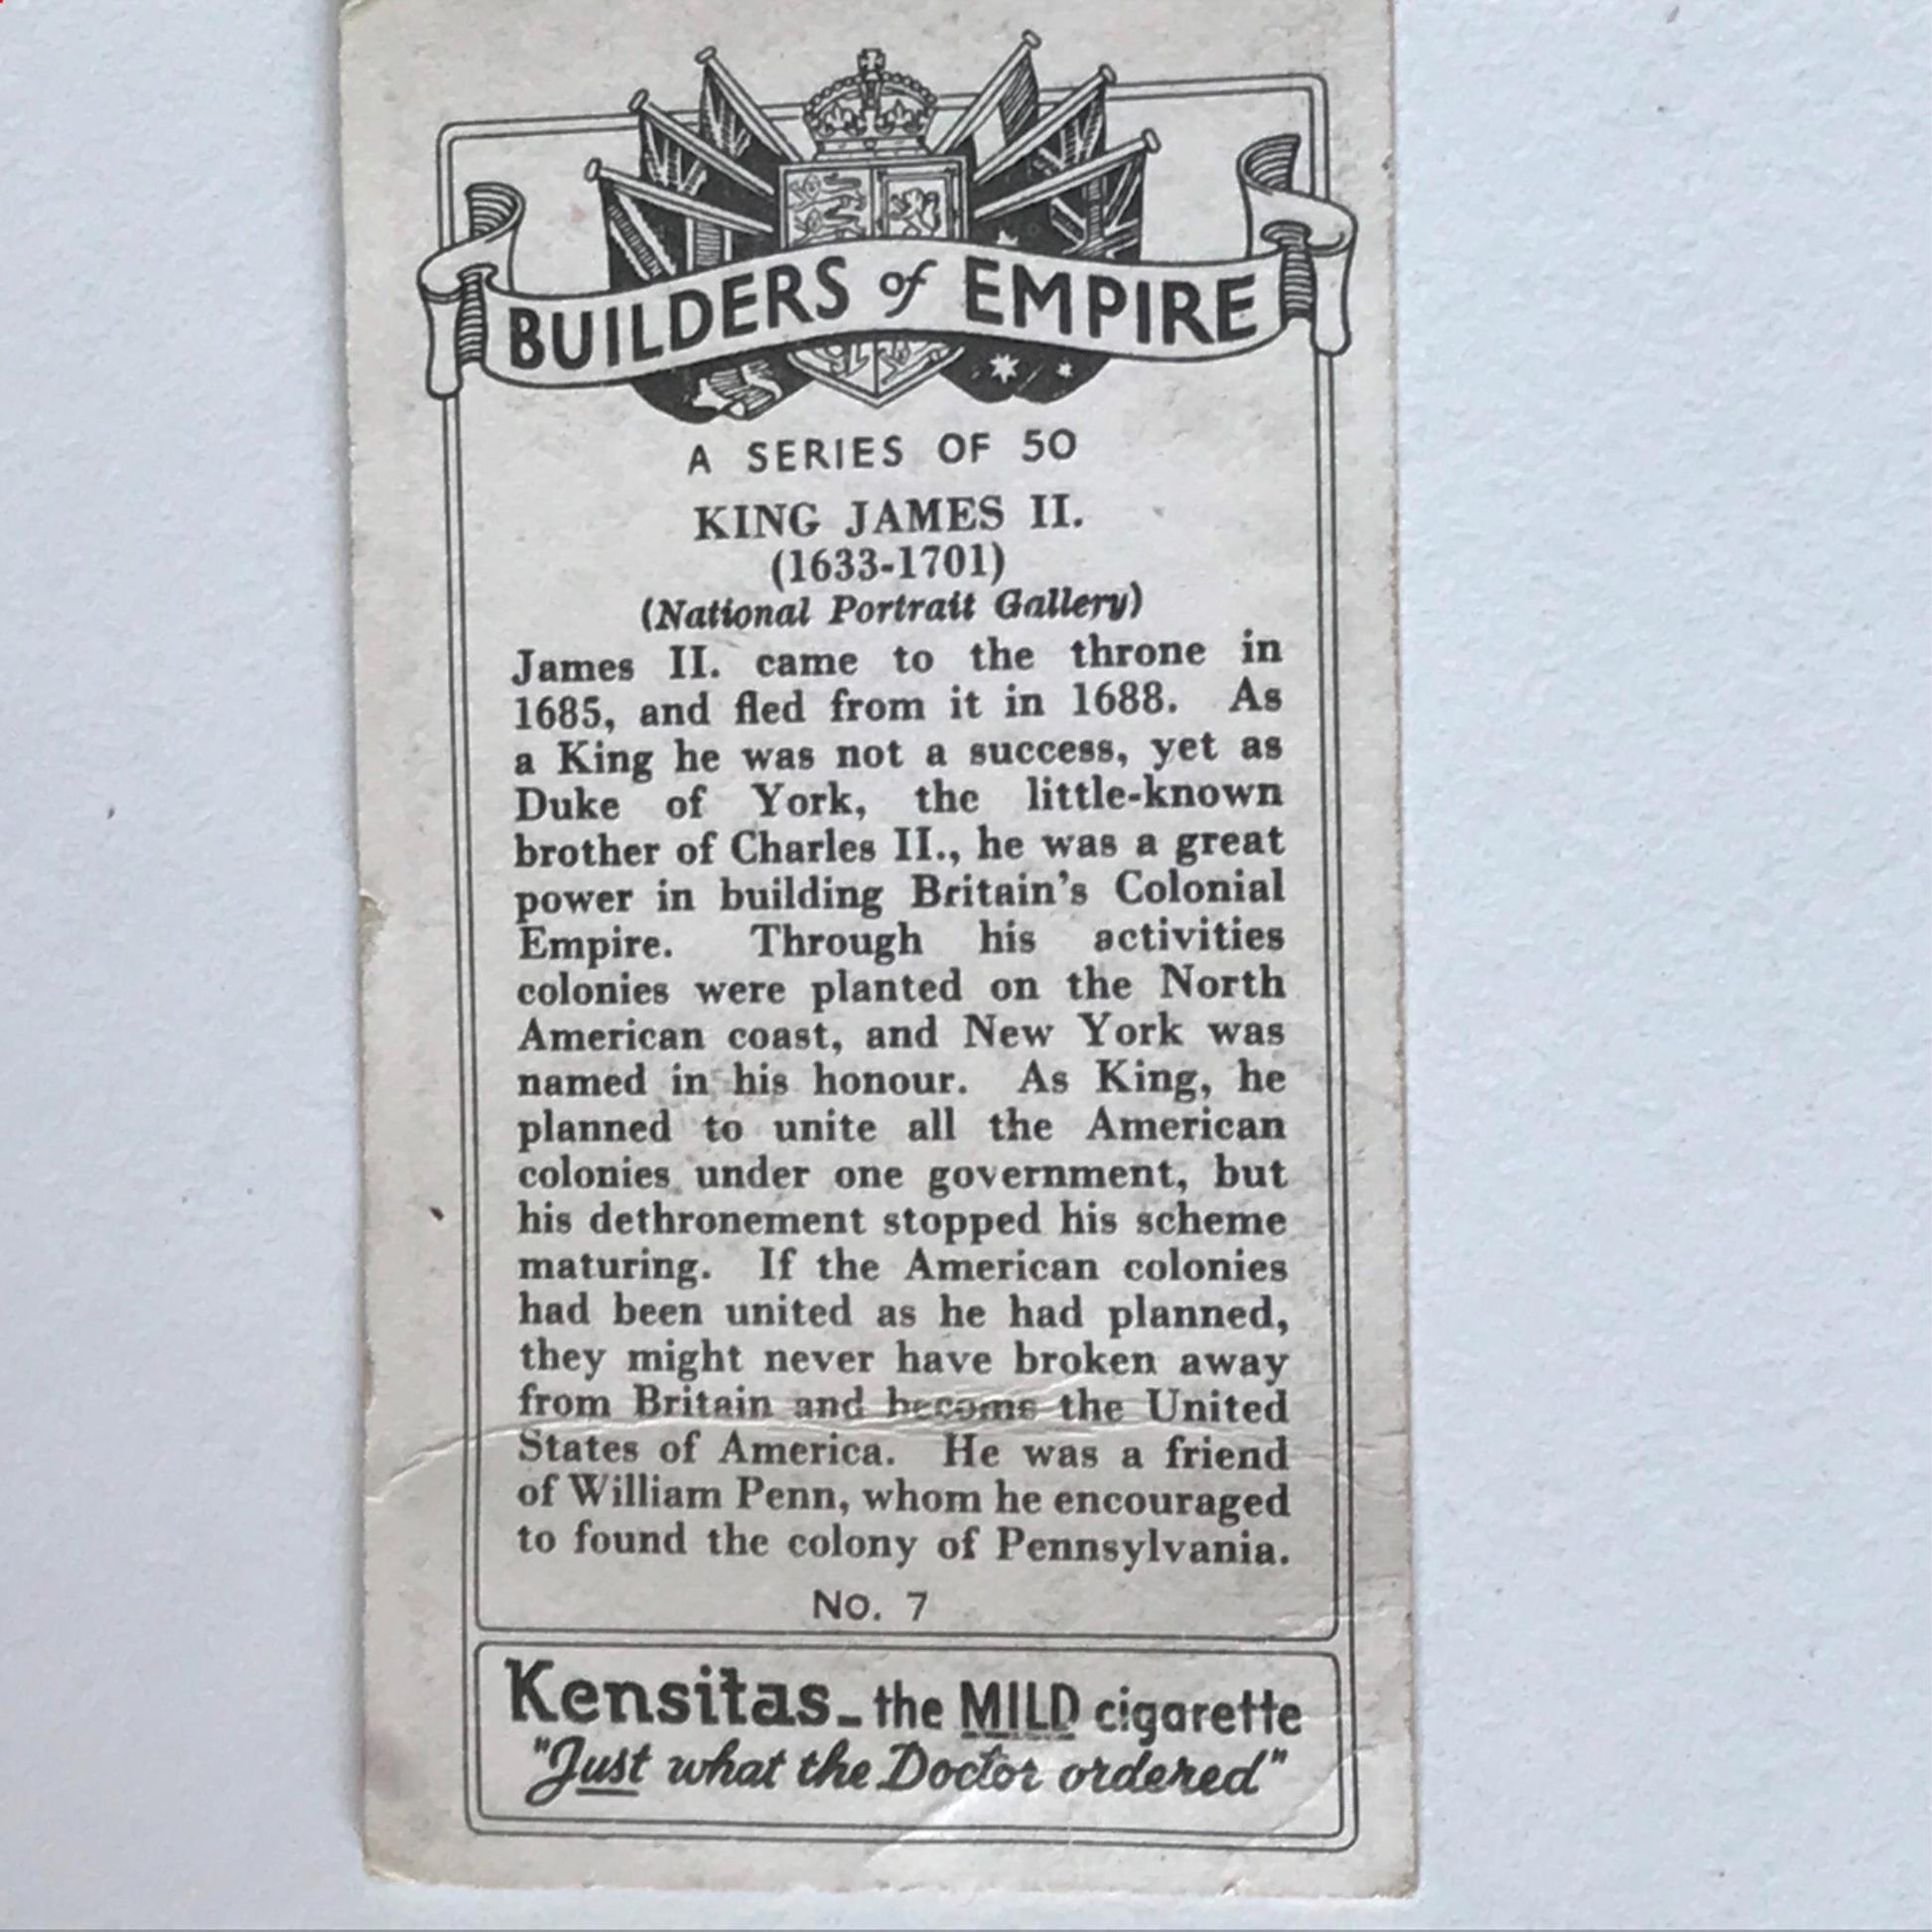 BUILDERS of EMPIRE
A SERIES OF 50
KING JAMES II.
(1633-1701)
(National Portrait Gallery)
James II. came to the throne in
1685, and fled from it in 1688. As
a King he was not a success, yet as
Duke of York, the little-known
brother of Charles II., he was a great
power in building Britain's Colonial
Empire. Through his activities
colonies were planted on the North
American coast, and New York was
named in his honour. As King, he
planned to unite all the American
colonies under one government, but
his dethronement stopped his scheme
maturing. If the American colonies
had been united as he had planned,
they might never have broken away
from Britain and become the United
States of America. He was a friend
of William Penn, whom he encouraged
to found the colony of Pennsylvania.
No. 7
Kensitas - the MILD cigarette
"Just what the Doctor ordered"